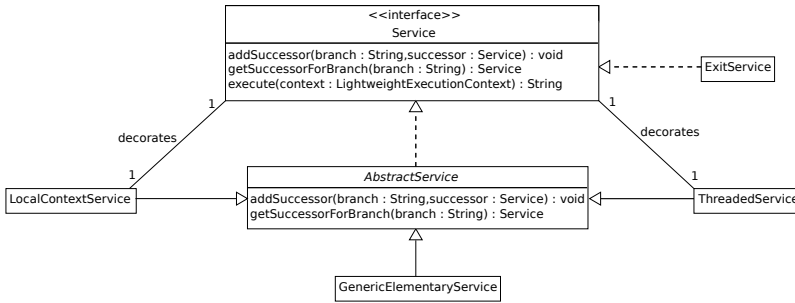 <<interface>>
Service
addSuccessor(branch : String,successor : Service) : void
getSuccessorForBranch(branch : String) : Service
execute(context : LightweightExecutionContext) : String
ExitService
1
1
decorates
decorates
1
1
AbstractService
LocalContextService
addSuccessor(branch : String,successor : Service) : void
ThreadedService
getSuccessorForBranch(branch : String) : Service
GenericElementaryService